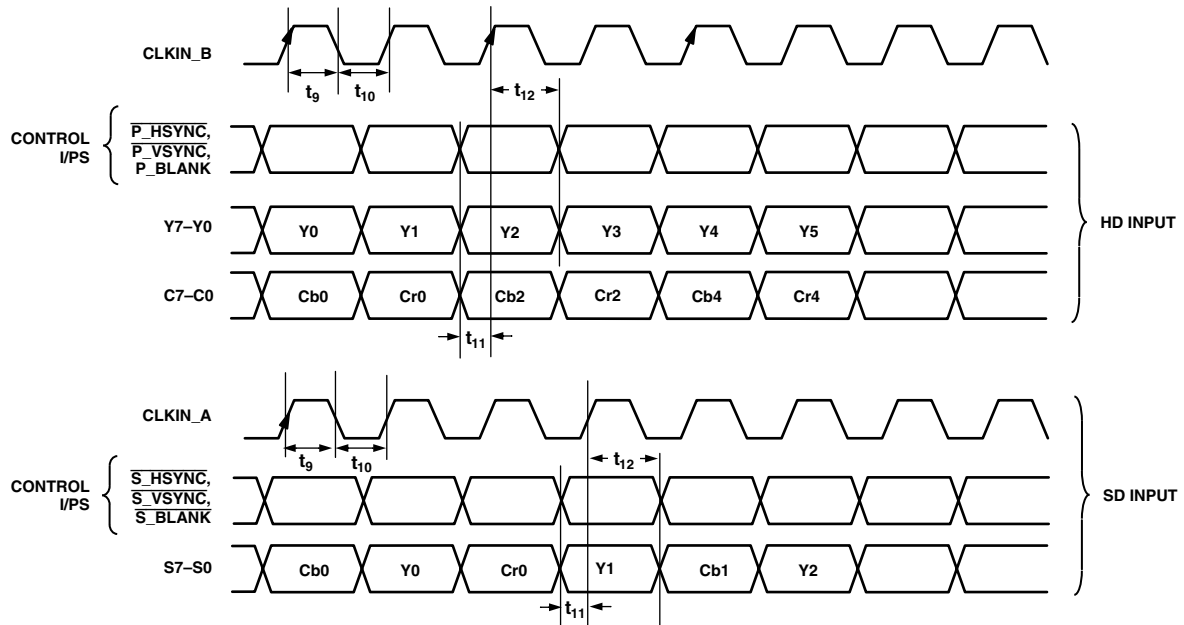 CLKIN_B
t9
t10
t12
CONTROL
I/PS
P_HSYNC,
P_VSYNC,
P_BLANK
Y7–Y0
Y0 Y1 Y2 Y3 Y4 Y5
HD INPUT
C7–C0
Cb0 Cr0 Cb2 Cr2 Cb4 Cr4
t11
CLKIN_A
t9
t10
t12
CONTROL
I/PS
S_HSYNC,
S_VSYNC,
S_BLANK
SD INPUT
S7–S0
Cb0 Y0 Cr0 Y1 Cb1 Y2
t11